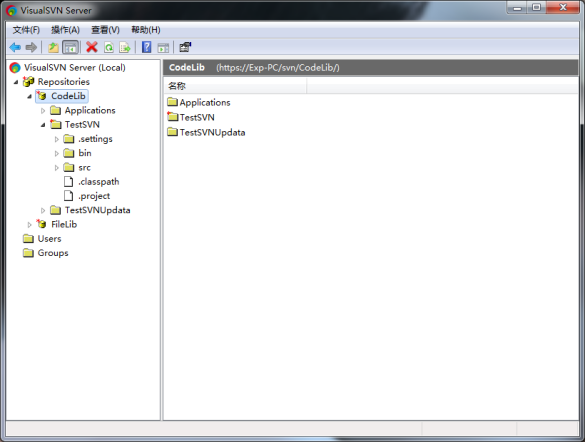 VisualSVN Server
文件(F) 操作(A) 查看(V) 帮助(H)
VisualSVN Server (Local)
Repositories
CodeLib
Applications
TestSVN
.settings
bin
src
.classpath
.project
TestSVNUpdata
FileLib
Users
Groups
CodeLib (https://Exp-PC/svn/CodeLib/)
名称
Applications
TestSVN
TestSVNUpdata